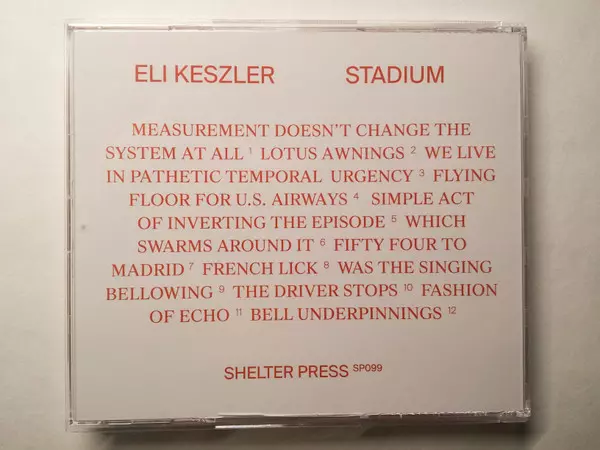 ELI KESZLER STADIUM
MEASUREMENT DOESN'T CHANGE THE
SYSTEM AT ALL 1 LOTUS AWNINGS 2 WE LIVE
IN PATHETIC TEMPORAL URGENCY 3 FLYING
FLOOR FOR U.S. AIRWAYS 4 SIMPLE ACT
OF INVERTING THE EPISODE 5 WHICH
SWARMS AROUND IT 6 FIFTY FOUR TO
MADRID 7 FRENCH LICK 8 WAS THE SINGING
BELLOWING 9 THE DRIVER STOPS 10 FASHION
OF ECHO 11 BELL UNDERPINNINGS 12
SHELTER PRESS SP099